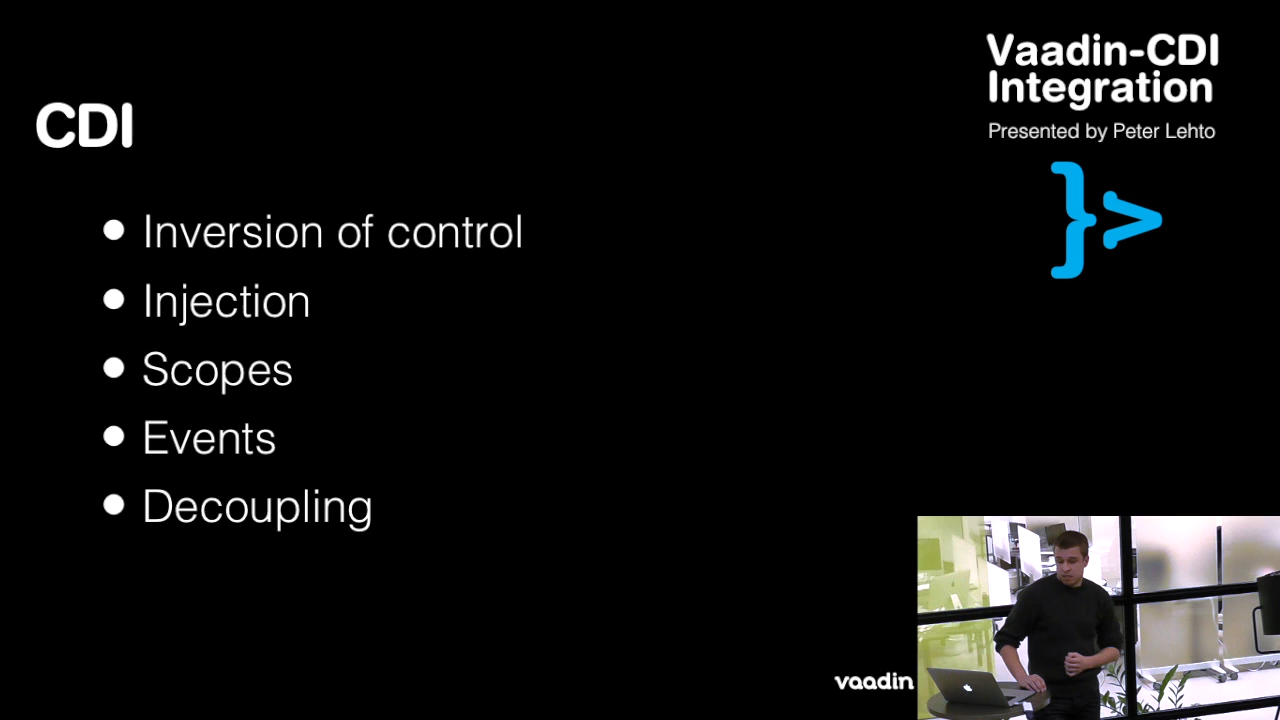 Vaadin-CDI
Integration
Presented by Peter Lehto
CDI
Inversion of control
Injection
Scopes
Events
Decoupling
vaadin